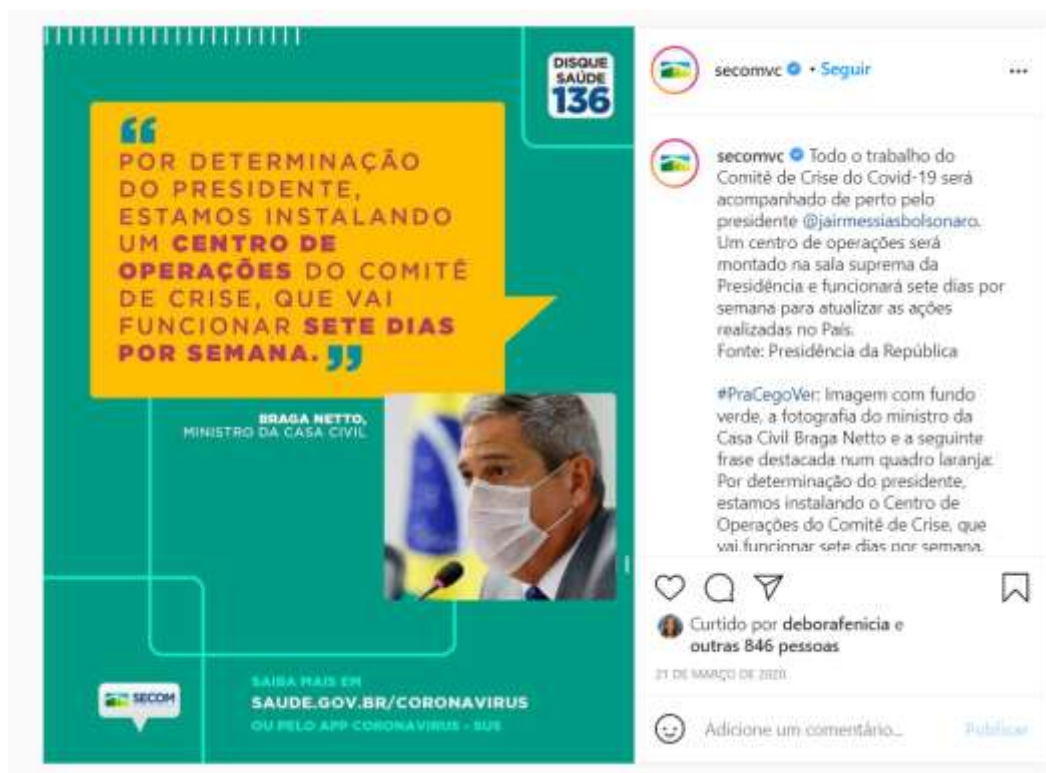 DISQUE
SAÚDE
136
POR DETERMINAÇÃO
DO PRESIDENTE,
ESTAMOS INSTALANDO
UM CENTRO DE
OPERAÇÕES DO COMITÊ
DE CRISE, QUE VAI
FUNCIONAR SETE DIAS
POR SEMANA.
BRAGA NETTO,
MINISTRO DA CASA CIVIL
SECOM
SAIBA MAIS EM
SAUDE.GOV.BR/CORONAVIRUS
OU PELO APP CORONAVIRUS - SUS
secomvc • Seguir
secomvc Todo o trabalho do
Comitê de Crise do Covid-19 será
acompanhado de perto pelo
presidente @jairmessiasbolsonaro.
Um centro de operações será
montado na sala suprema da
Presidência e funcionará sete dias por
semana para atualizar as ações
realizadas no País.
Fonte: Presidência da República
#PraCegoVer: Imagem com fundo
verde, a fotografia do ministro da
Casa Civil Braga Netto e a seguinte
frase destacada num quadro laranja:
Por determinação do presidente,
estamos instalando o Centro de
Operações do Comitê de Crise, que
vai funcionar sete dias por semana.
Curtido por deborafenicia e
outras 846 pessoas
21 DE MARÇO DE 2020
Adicione um comentário...
Publicar